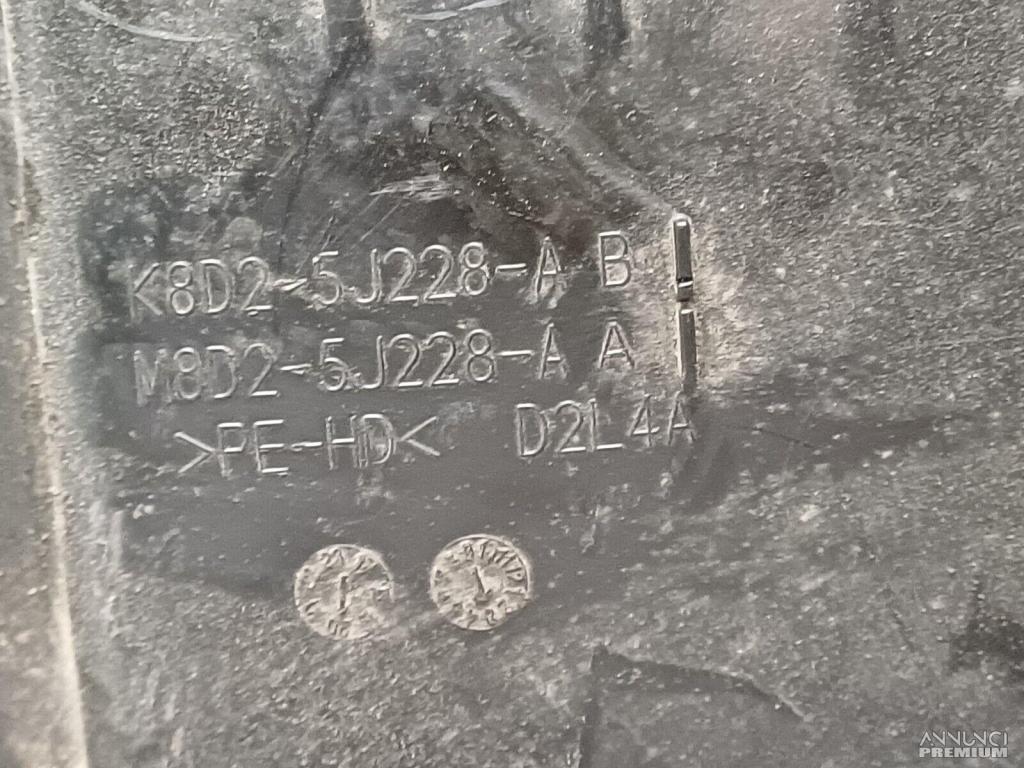 K8D2-5J228-A B
M8D2-5J228-A A
>PE-HD< D2L4A
ANNUNCI
PREMIUM